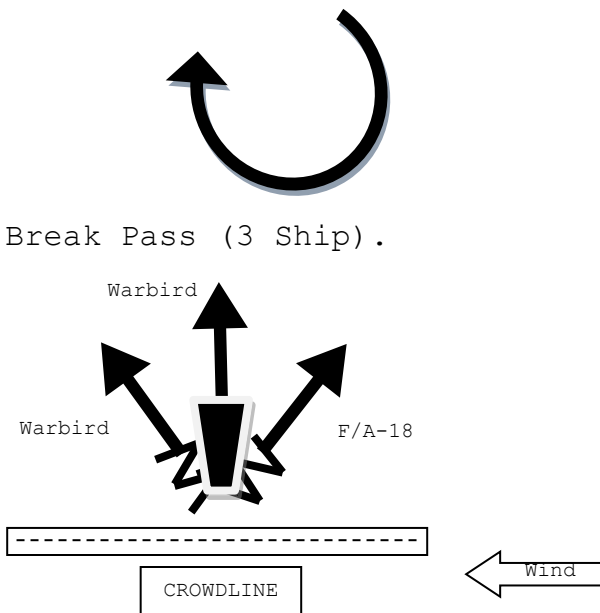 Break Pass (3 Ship).
Warbird
Warbird
F/A-18
Wind
CROWDLINE